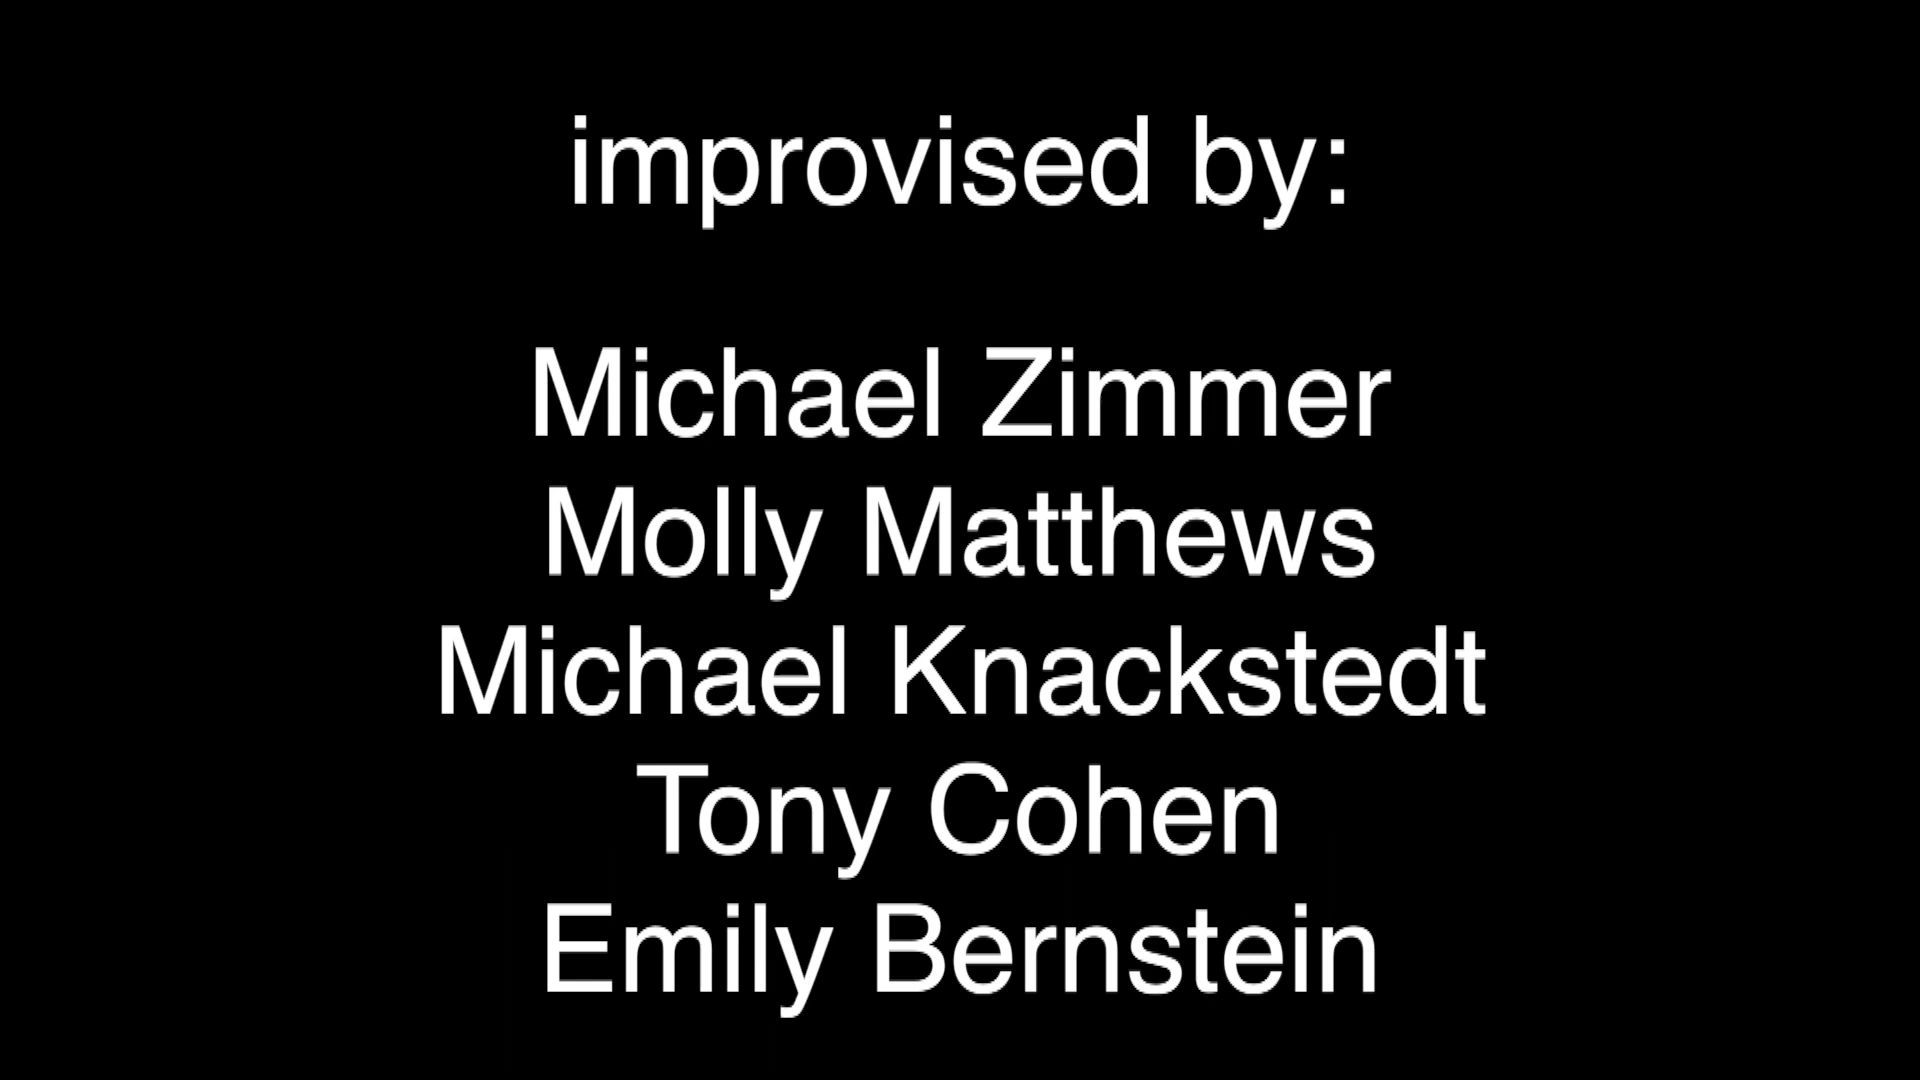 improvised by:
Michael Zimmer
Molly Matthews
Michael Knackstedt
Tony Cohen
Emily Bernstein